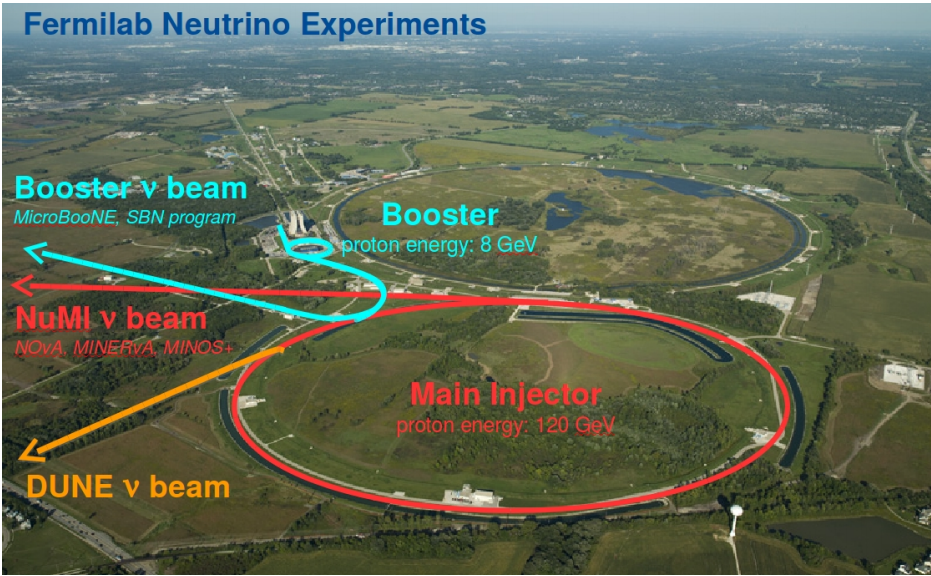 Fermilab Neutrino Experiments
Booster ν beam
MicroBooNE, SBN program
Booster
proton energy: 8 GeV
NuMI ν beam
NOvA, MINERvA, MINOS+
Main Injector
proton energy: 120 GeV
DUNE ν beam